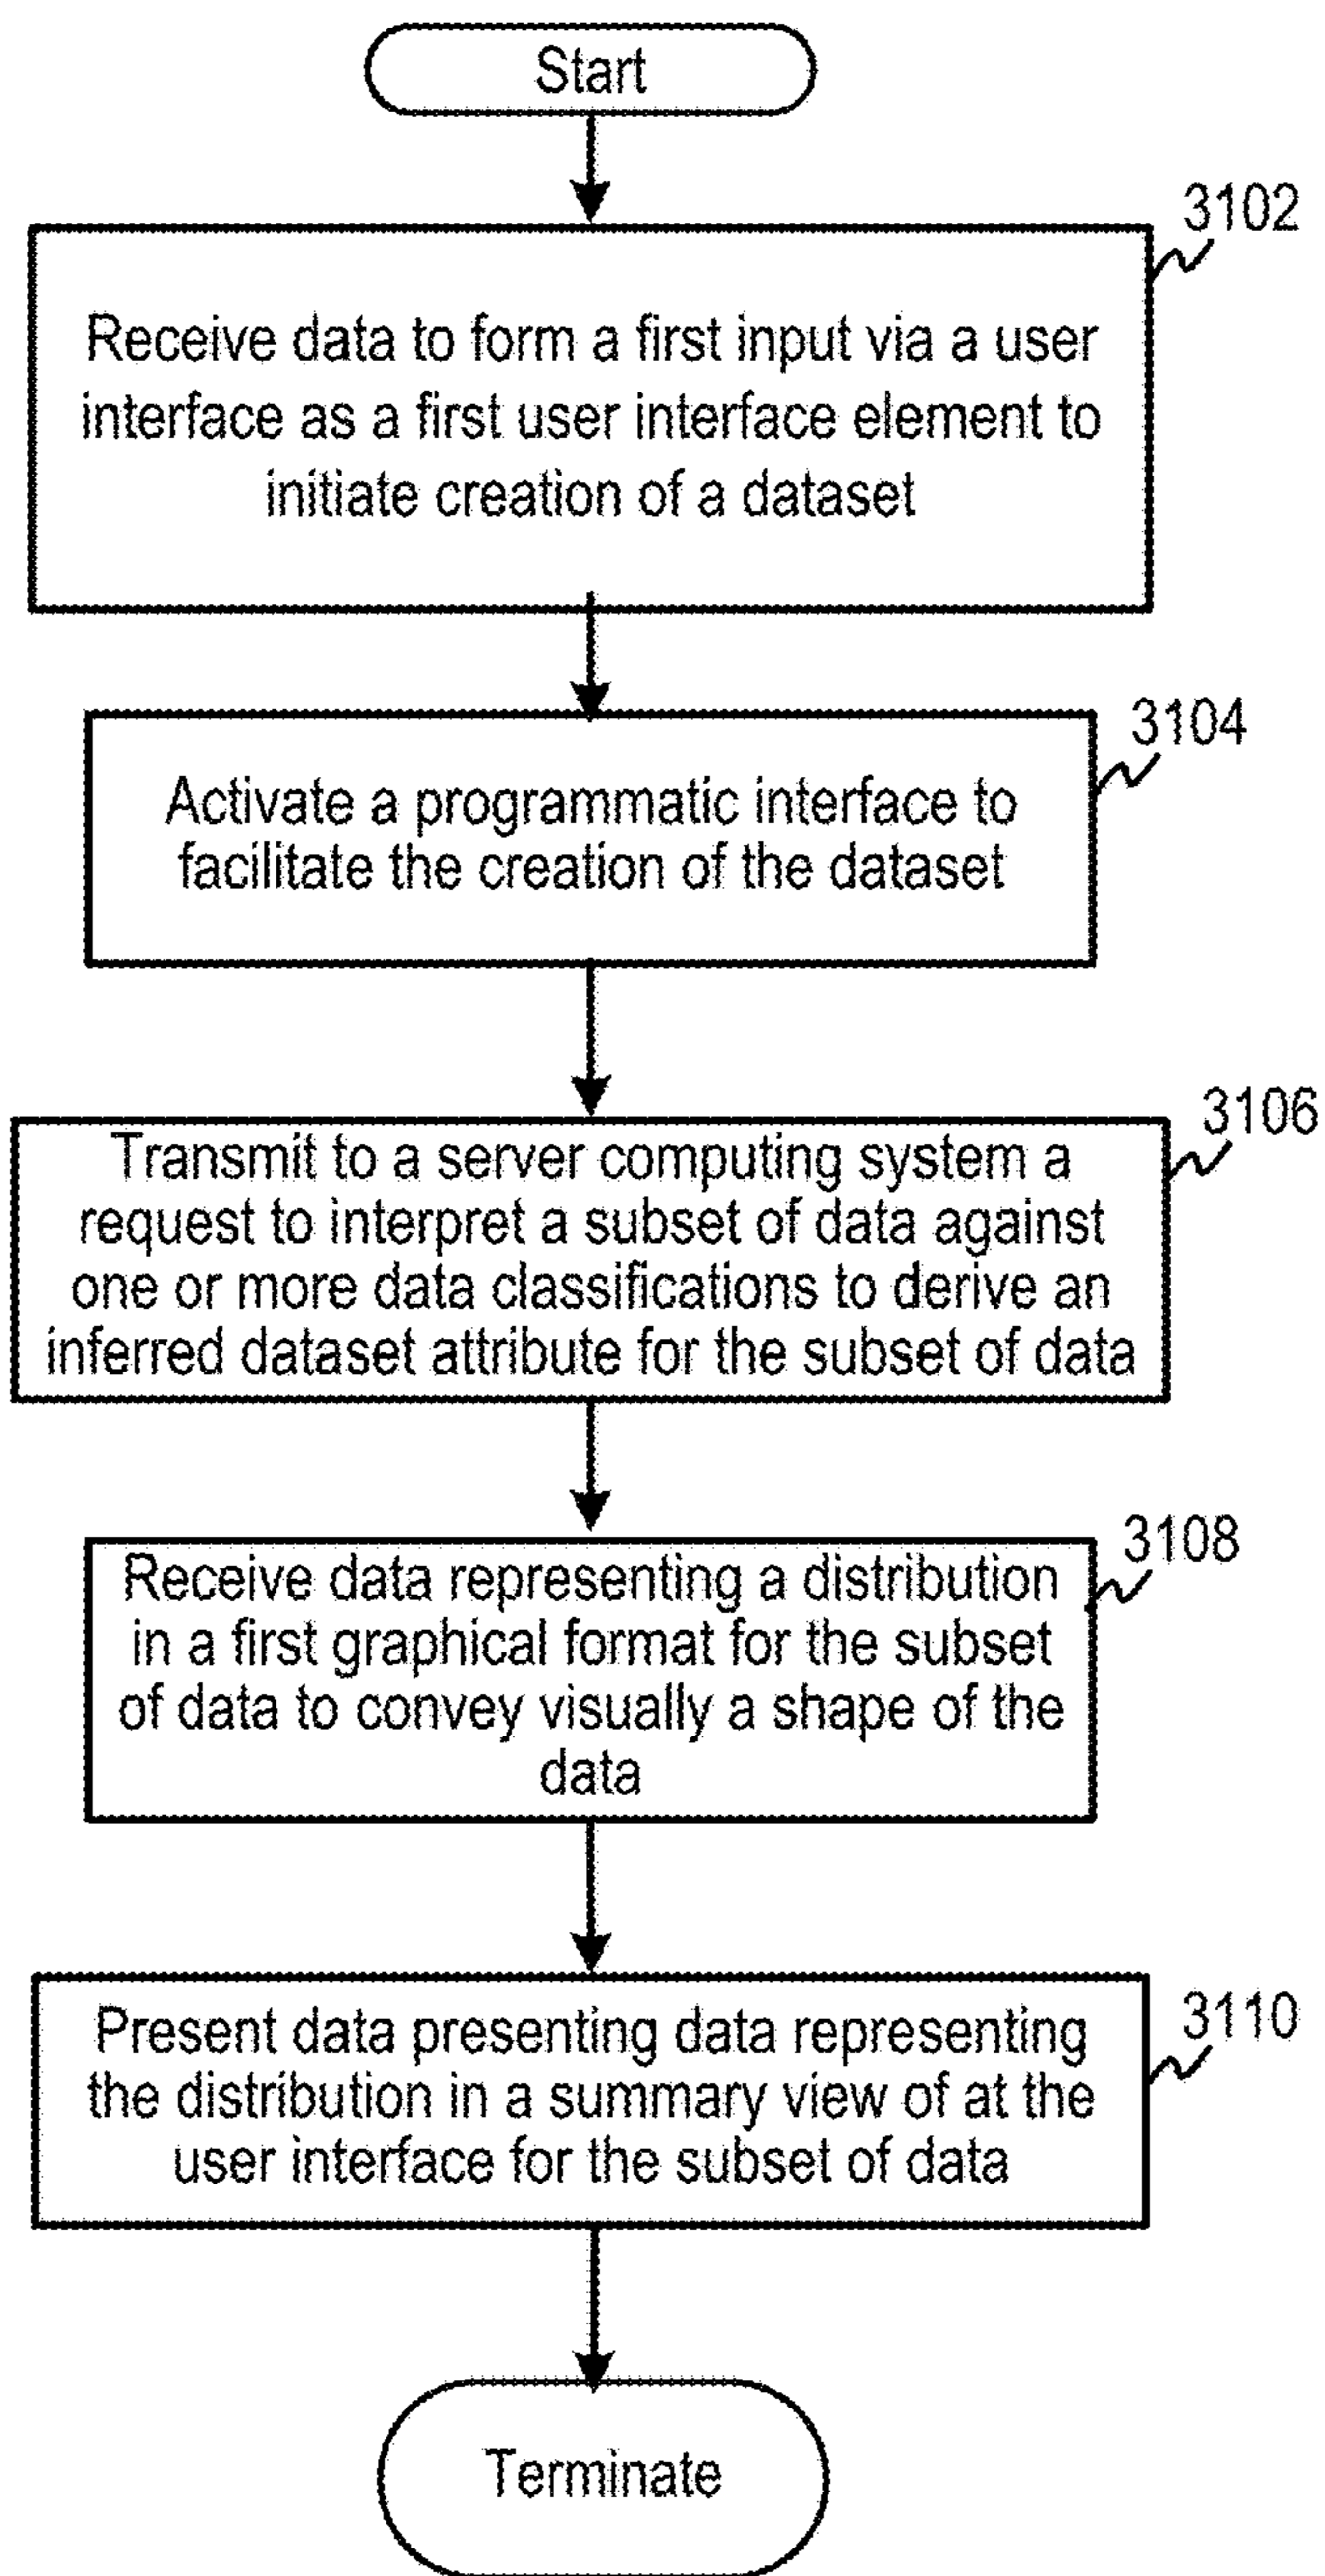 Start
3102
Receive data to form a first input via a user
interface as a first user interface element to
initiate creation of a dataset
3104
Activate a programmatic interface to
facilitate the creation of the dataset
3106
Transmit to a server computing system a
request to interpret a subset of data against
one or more data classifications to derive an
inferred dataset attribute for the subset of data
3108
Receive data representing a distribution
in a first graphical format for the subset
of data to convey visually a shape of the
data
3110
Present data presenting data representing
the distribution in a summary view of at the
user interface for the subset of data
Terminate